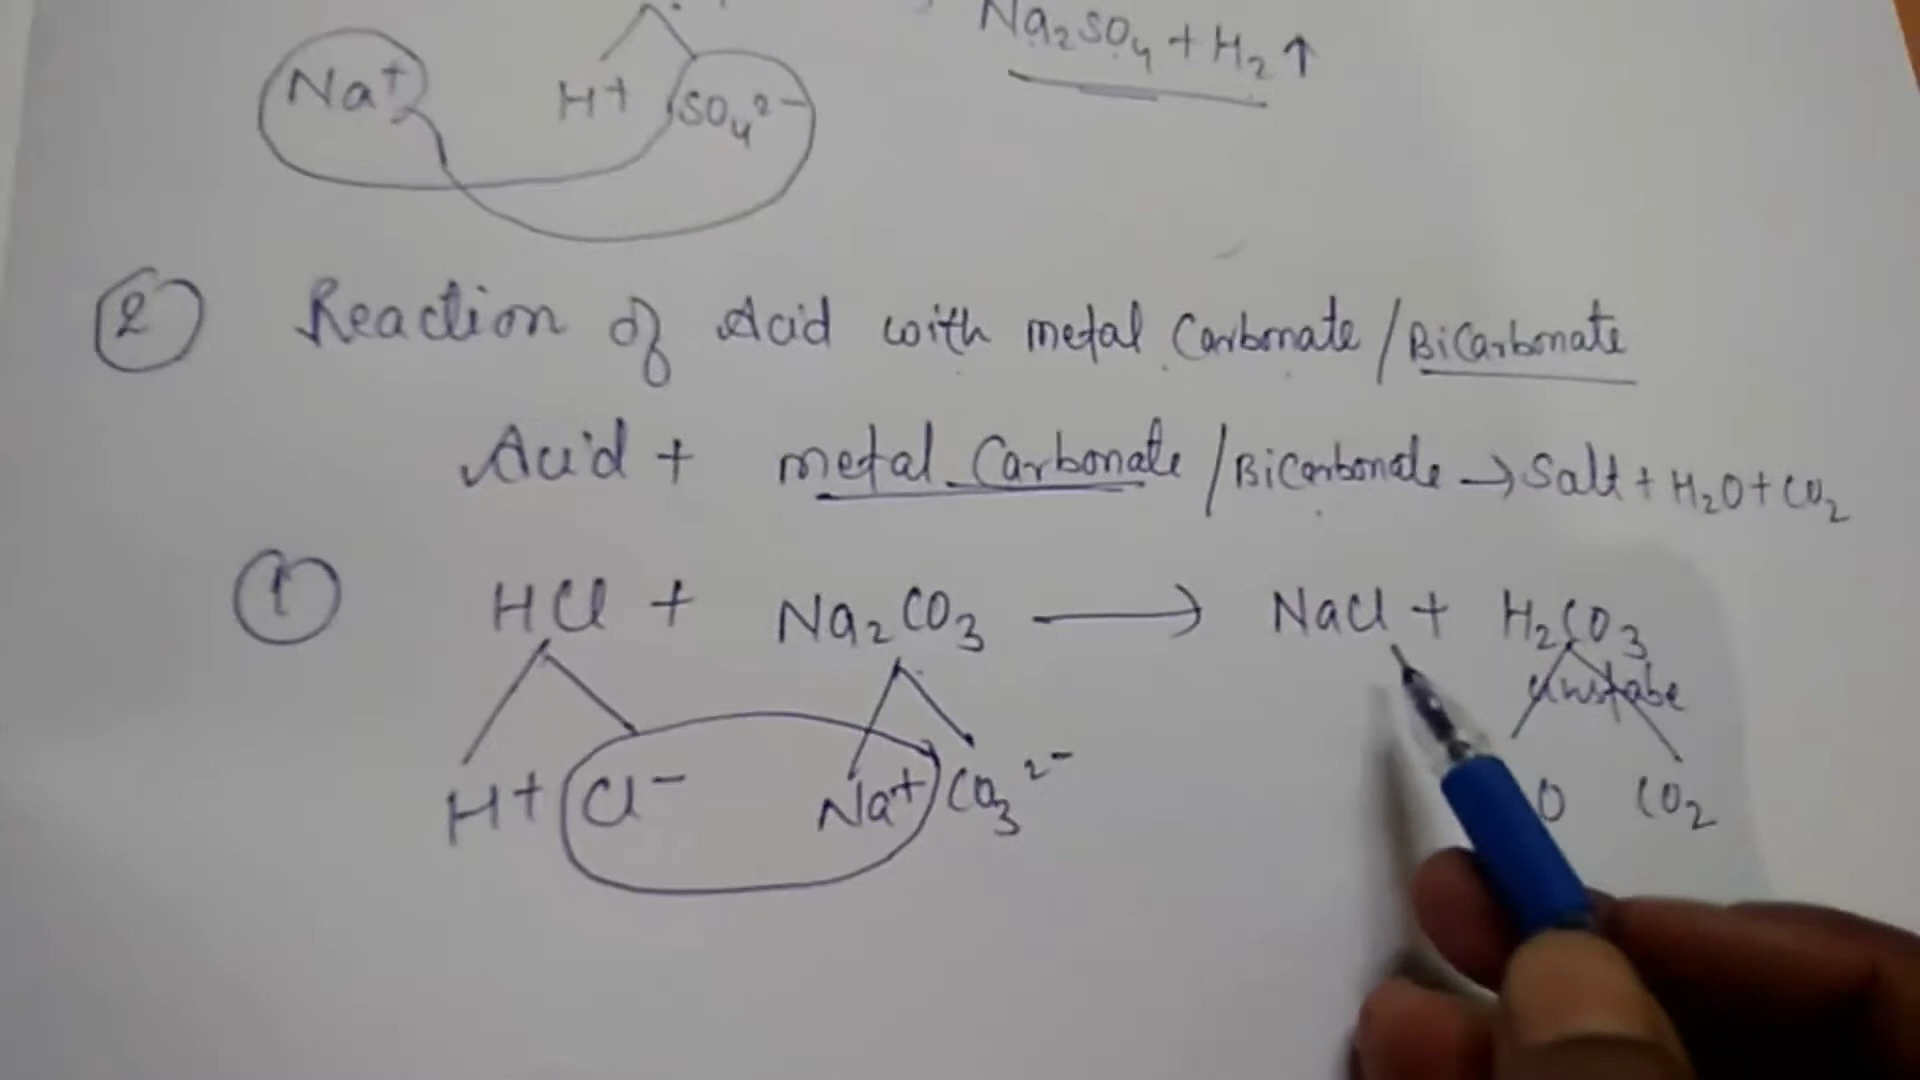 Na₂SO₄ + H₂ ↑
Na⁺ H⁺ SO₄²⁻
2 Reaction of Acid with metal Carbonate / Bicarbonate
Acid + metal Carbonate / Bicarbonate → Salt + H₂O + CO₂
1 HCl + Na₂CO₃ ⟶ NaCl + H₂CO₃
Unstabe
H⁺ Cl⁻ Na⁺ CO₃²⁻ O CO₂